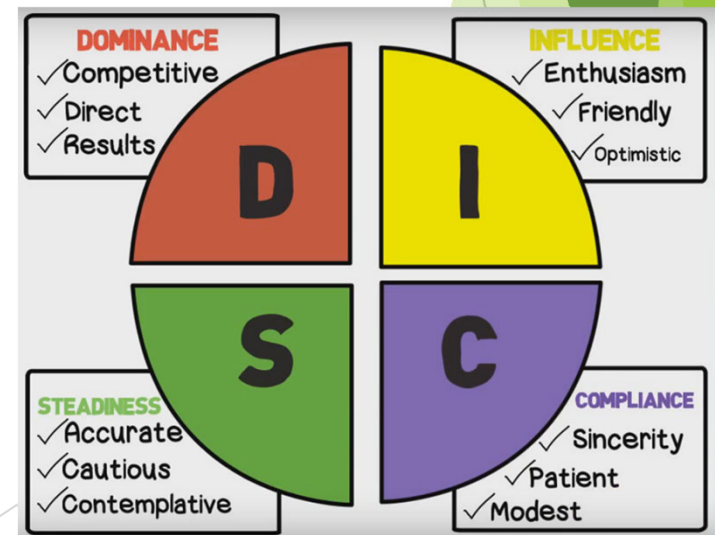 DOMINANCE
Competitive
Direct
Results
INFLUENCE
Enthusiasm
Friendly
Optimistic
D
I
S
C
STEADINESS
Accurate
Cautious
Contemplative
COMPLIANCE
Sincerity
Patient
Modest